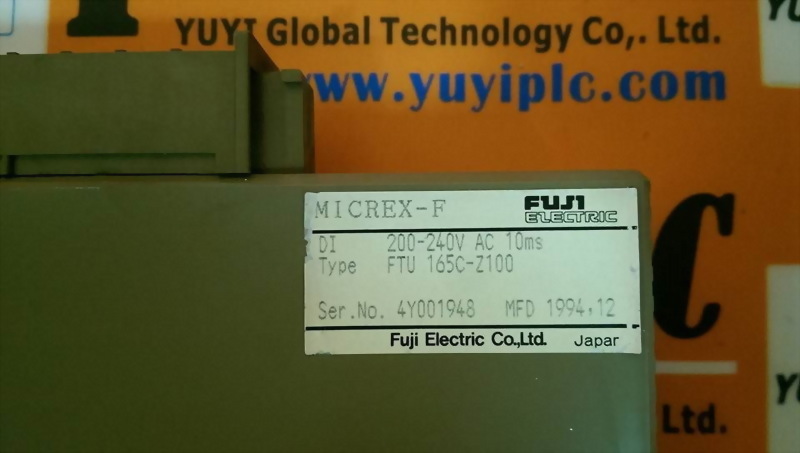 YUYI Global Technology Co,. Ltd.
www.yuyiplc.com
MICREX-F
FUJI
ELECTRIC
DI 200-240V AC 10ms
Type FTU 165C-Z100
Ser.No. 4Y001948 MFD 1994,12
Fuji Electric Co.,Ltd. Japan
C
Ltd.